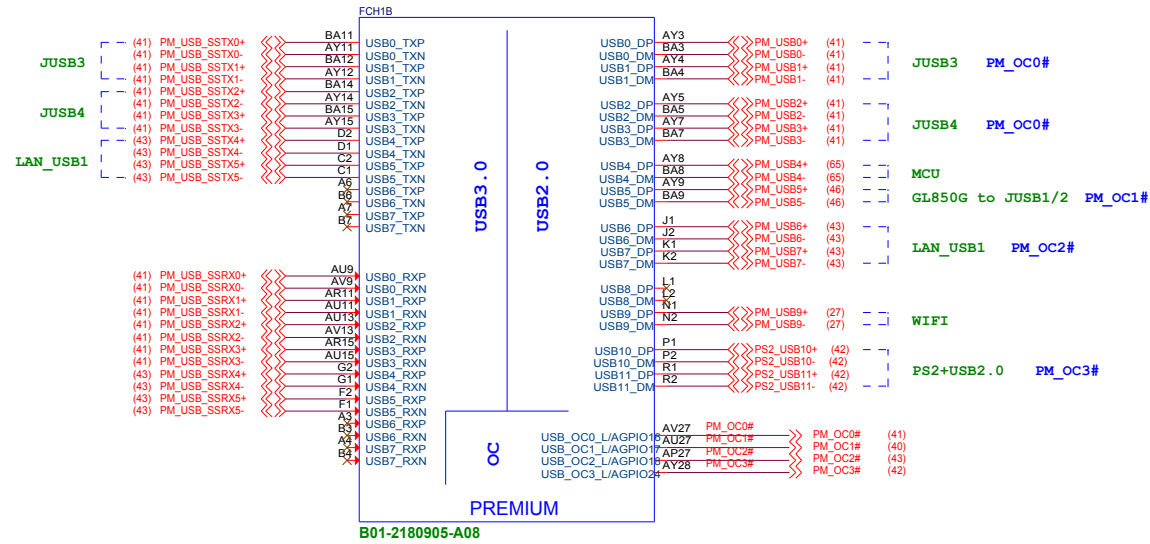 FCH1B
JUSB3
JUSB4
LAN_USB1
(41) PM_USB_SSTX0+ BA11 USB0_TXP
(41) PM_USB_SSTX0- AY11 USB0_TXN
(41) PM_USB_SSTX1+ BA12 USB1_TXP
(41) PM_USB_SSTX1- AY12 USB1_TXN
(41) PM_USB_SSTX2+ BA14 USB2_TXP
(41) PM_USB_SSTX2- AY14 USB2_TXN
(41) PM_USB_SSTX3+ BA15 USB3_TXP
(41) PM_USB_SSTX3- AY15 USB3_TXN
(43) PM_USB_SSTX4+ D2 USB4_TXP
(43) PM_USB_SSTX4- D1 USB4_TXN
(43) PM_USB_SSTX5+ C2 USB5_TXP
(43) PM_USB_SSTX5- C1 USB5_TXN
A6 USB6_TXP
B6 USB6_TXN
A7 USB7_TXP
B7 USB7_TXN
(41) PM_USB_SSRX0+ AU9 USB0_RXP
(41) PM_USB_SSRX0- AV9 USB0_RXN
(41) PM_USB_SSRX1+ AR11 USB1_RXP
(41) PM_USB_SSRX1- AU11 USB1_RXN
(41) PM_USB_SSRX2+ AU13 USB2_RXP
(41) PM_USB_SSRX2- AV13 USB2_RXN
(41) PM_USB_SSRX3+ AR15 USB3_RXP
(41) PM_USB_SSRX3- AU15 USB3_RXN
(43) PM_USB_SSRX4+ G2 USB4_RXP
(43) PM_USB_SSRX4- G1 USB4_RXN
(43) PM_USB_SSRX5+ F2 USB5_RXP
(43) PM_USB_SSRX5- F1 USB5_RXN
A3 USB6_RXP
B3 USB6_RXN
A4 USB7_RXP
B4 USB7_RXN
USB3.0
USB2.0
OC
USB0_DP AY3 PM_USB0+ (41)
USB0_DM BA3 PM_USB0- (41)
USB1_DP AY4 PM_USB1+ (41)
USB1_DM BA4 PM_USB1- (41)
JUSB3 PM_OC0#
USB2_DP AY5 PM_USB2+ (41)
USB2_DM BA5 PM_USB2- (41)
USB3_DP AY7 PM_USB3+ (41)
USB3_DM BA7 PM_USB3- (41)
JUSB4 PM_OC0#
USB4_DP AY8 PM_USB4+ (65)
USB4_DM BA8 PM_USB4- (65)
MCU
USB5_DP AY9 PM_USB5+ (46)
USB5_DM BA9 PM_USB5- (46)
GL850G to JUSB1/2 PM_OC1#
USB6_DP J1 PM_USB6+ (43)
USB6_DM J2 PM_USB6- (43)
USB7_DP K1 PM_USB7+ (43)
USB7_DM K2 PM_USB7- (43)
LAN_USB1 PM_OC2#
USB8_DP L1
USB8_DM L2
USB9_DP N1 PM_USB9+ (27)
USB9_DM N2 PM_USB9- (27)
WIFI
USB10_DP P1 PS2_USB10+ (42)
USB10_DM P2 PS2_USB10- (42)
USB11_DP R1 PS2_USB11+ (42)
USB11_DM R2 PS2_USB11- (42)
PS2+USB2.0 PM_OC3#
USB_OC0_L/AGPIO16 AV27 PM_OC0# PM_OC0# (41)
USB_OC1_L/AGPIO17 AU27 PM_OC1# PM_OC1# (40)
USB_OC2_L/AGPIO18 AP27 PM_OC2# PM_OC2# (43)
USB_OC3_L/AGPIO24 AY28 PM_OC3# PM_OC3# (42)
PREMIUM
B01-2180905-A08